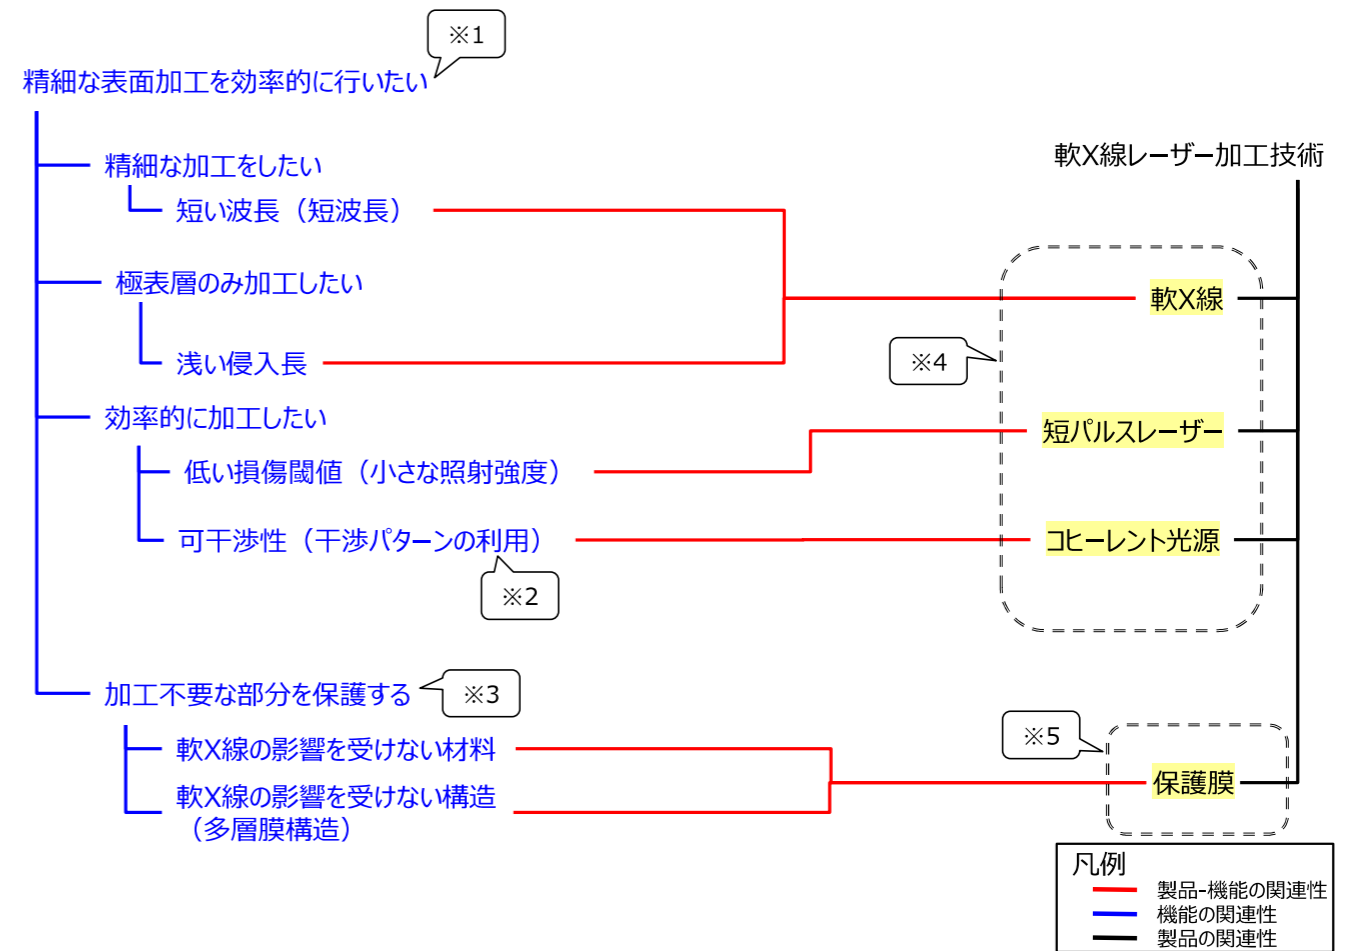 ※1
精細な表面加工を効率的に行いたい
精細な加工をしたい
短い波長（短波長）
極表層のみ加工したい
浅い侵入長
効率的に加工したい
低い損傷閾値（小さな照射強度）
可干渉性（干渉パターンの利用）
※2
加工不要な部分を保護する
※3
軟X線の影響を受けない材料
軟X線の影響を受けない構造
（多層膜構造）
軟X線レーザー加工技術
軟X線
※4
短パルスレーザー
コヒーレント光源
※5
保護膜
凡例
製品-機能の関連性
機能の関連性
製品の関連性